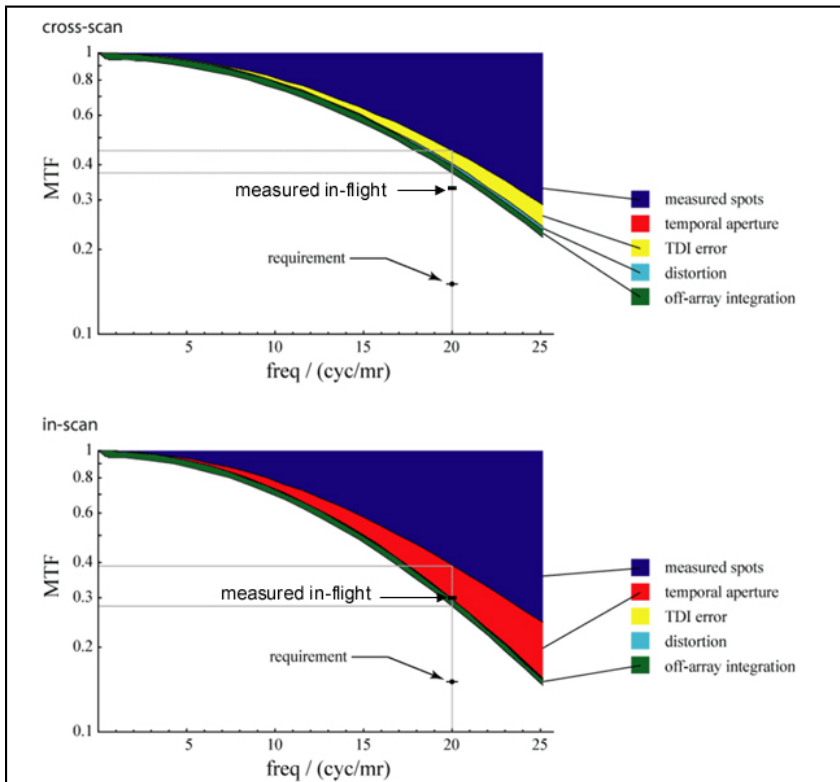 cross-scan
1
0.8
0.6
0.4
0.3
0.2
0.1
MTF
measured in-flight
requirement
5 10 15 20 25
freq / (cyc/mr)
measured spots
temporal aperture
TDI error
distortion
off-array integration
in-scan
1
0.8
0.6
0.4
0.3
0.2
0.1
MTF
measured in-flight
requirement
5 10 15 20 25
freq / (cyc/mr)
measured spots
temporal aperture
TDI error
distortion
off-array integration